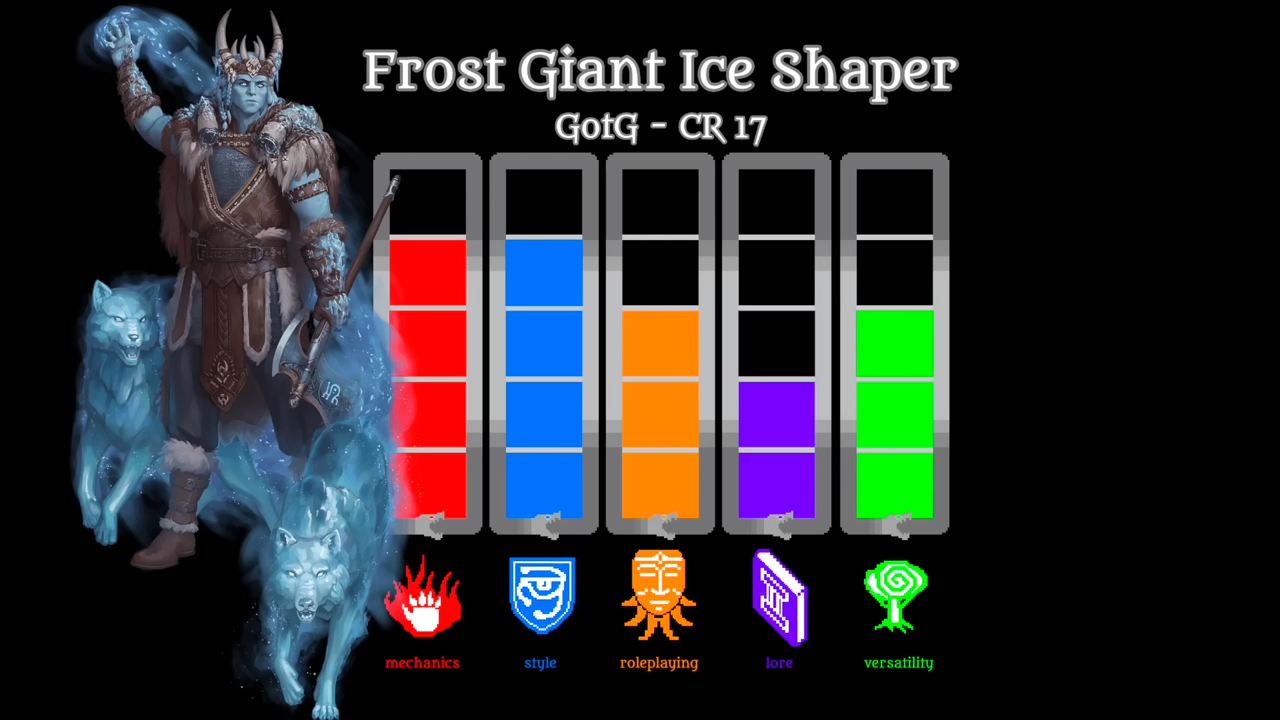 Frost Giant Ice Shaper
GotG - CR 17
mechanics
style
roleplaying
lore
versatility